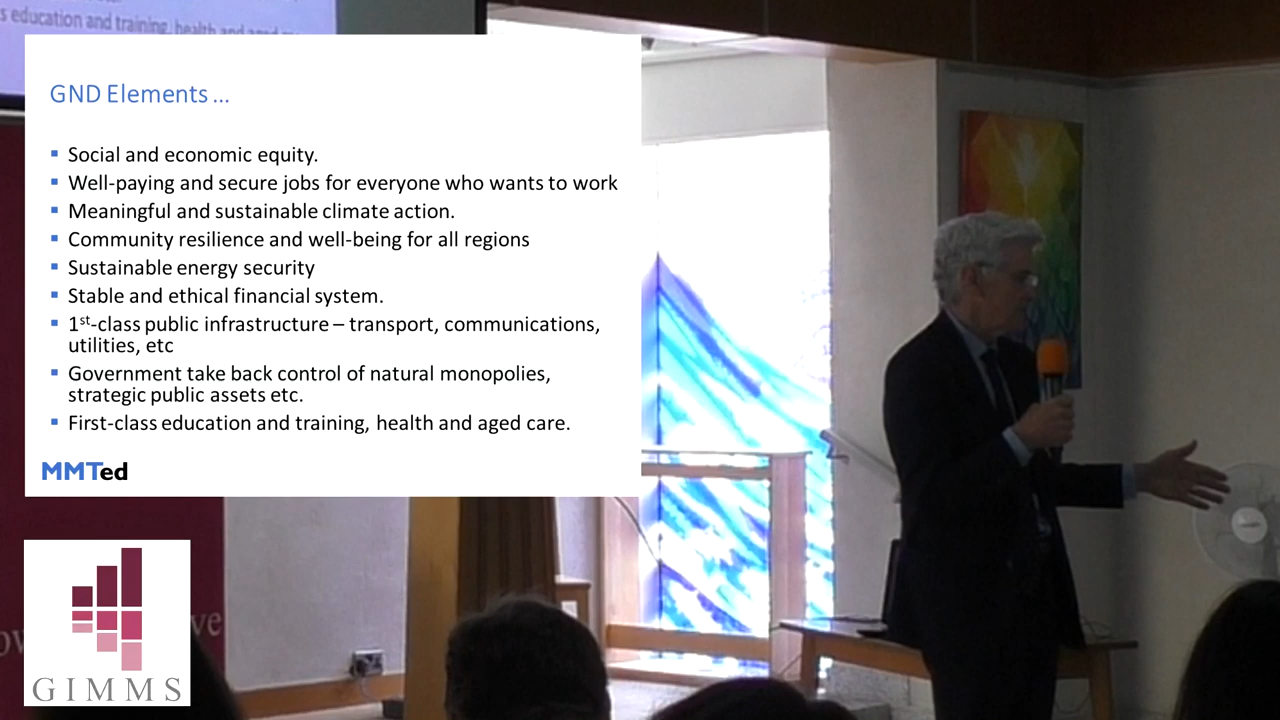 s education and training, health and aged
GND Elements ...
▪ Social and economic equity.
▪ Well-paying and secure jobs for everyone who wants to work
▪ Meaningful and sustainable climate action.
▪ Community resilience and well-being for all regions
▪ Sustainable energy security
▪ Stable and ethical financial system.
▪ 1st-class public infrastructure – transport, communications,
utilities, etc
▪ Government take back control of natural monopolies,
strategic public assets etc.
▪ First-class education and training, health and aged care.
MMTed
GIMMS